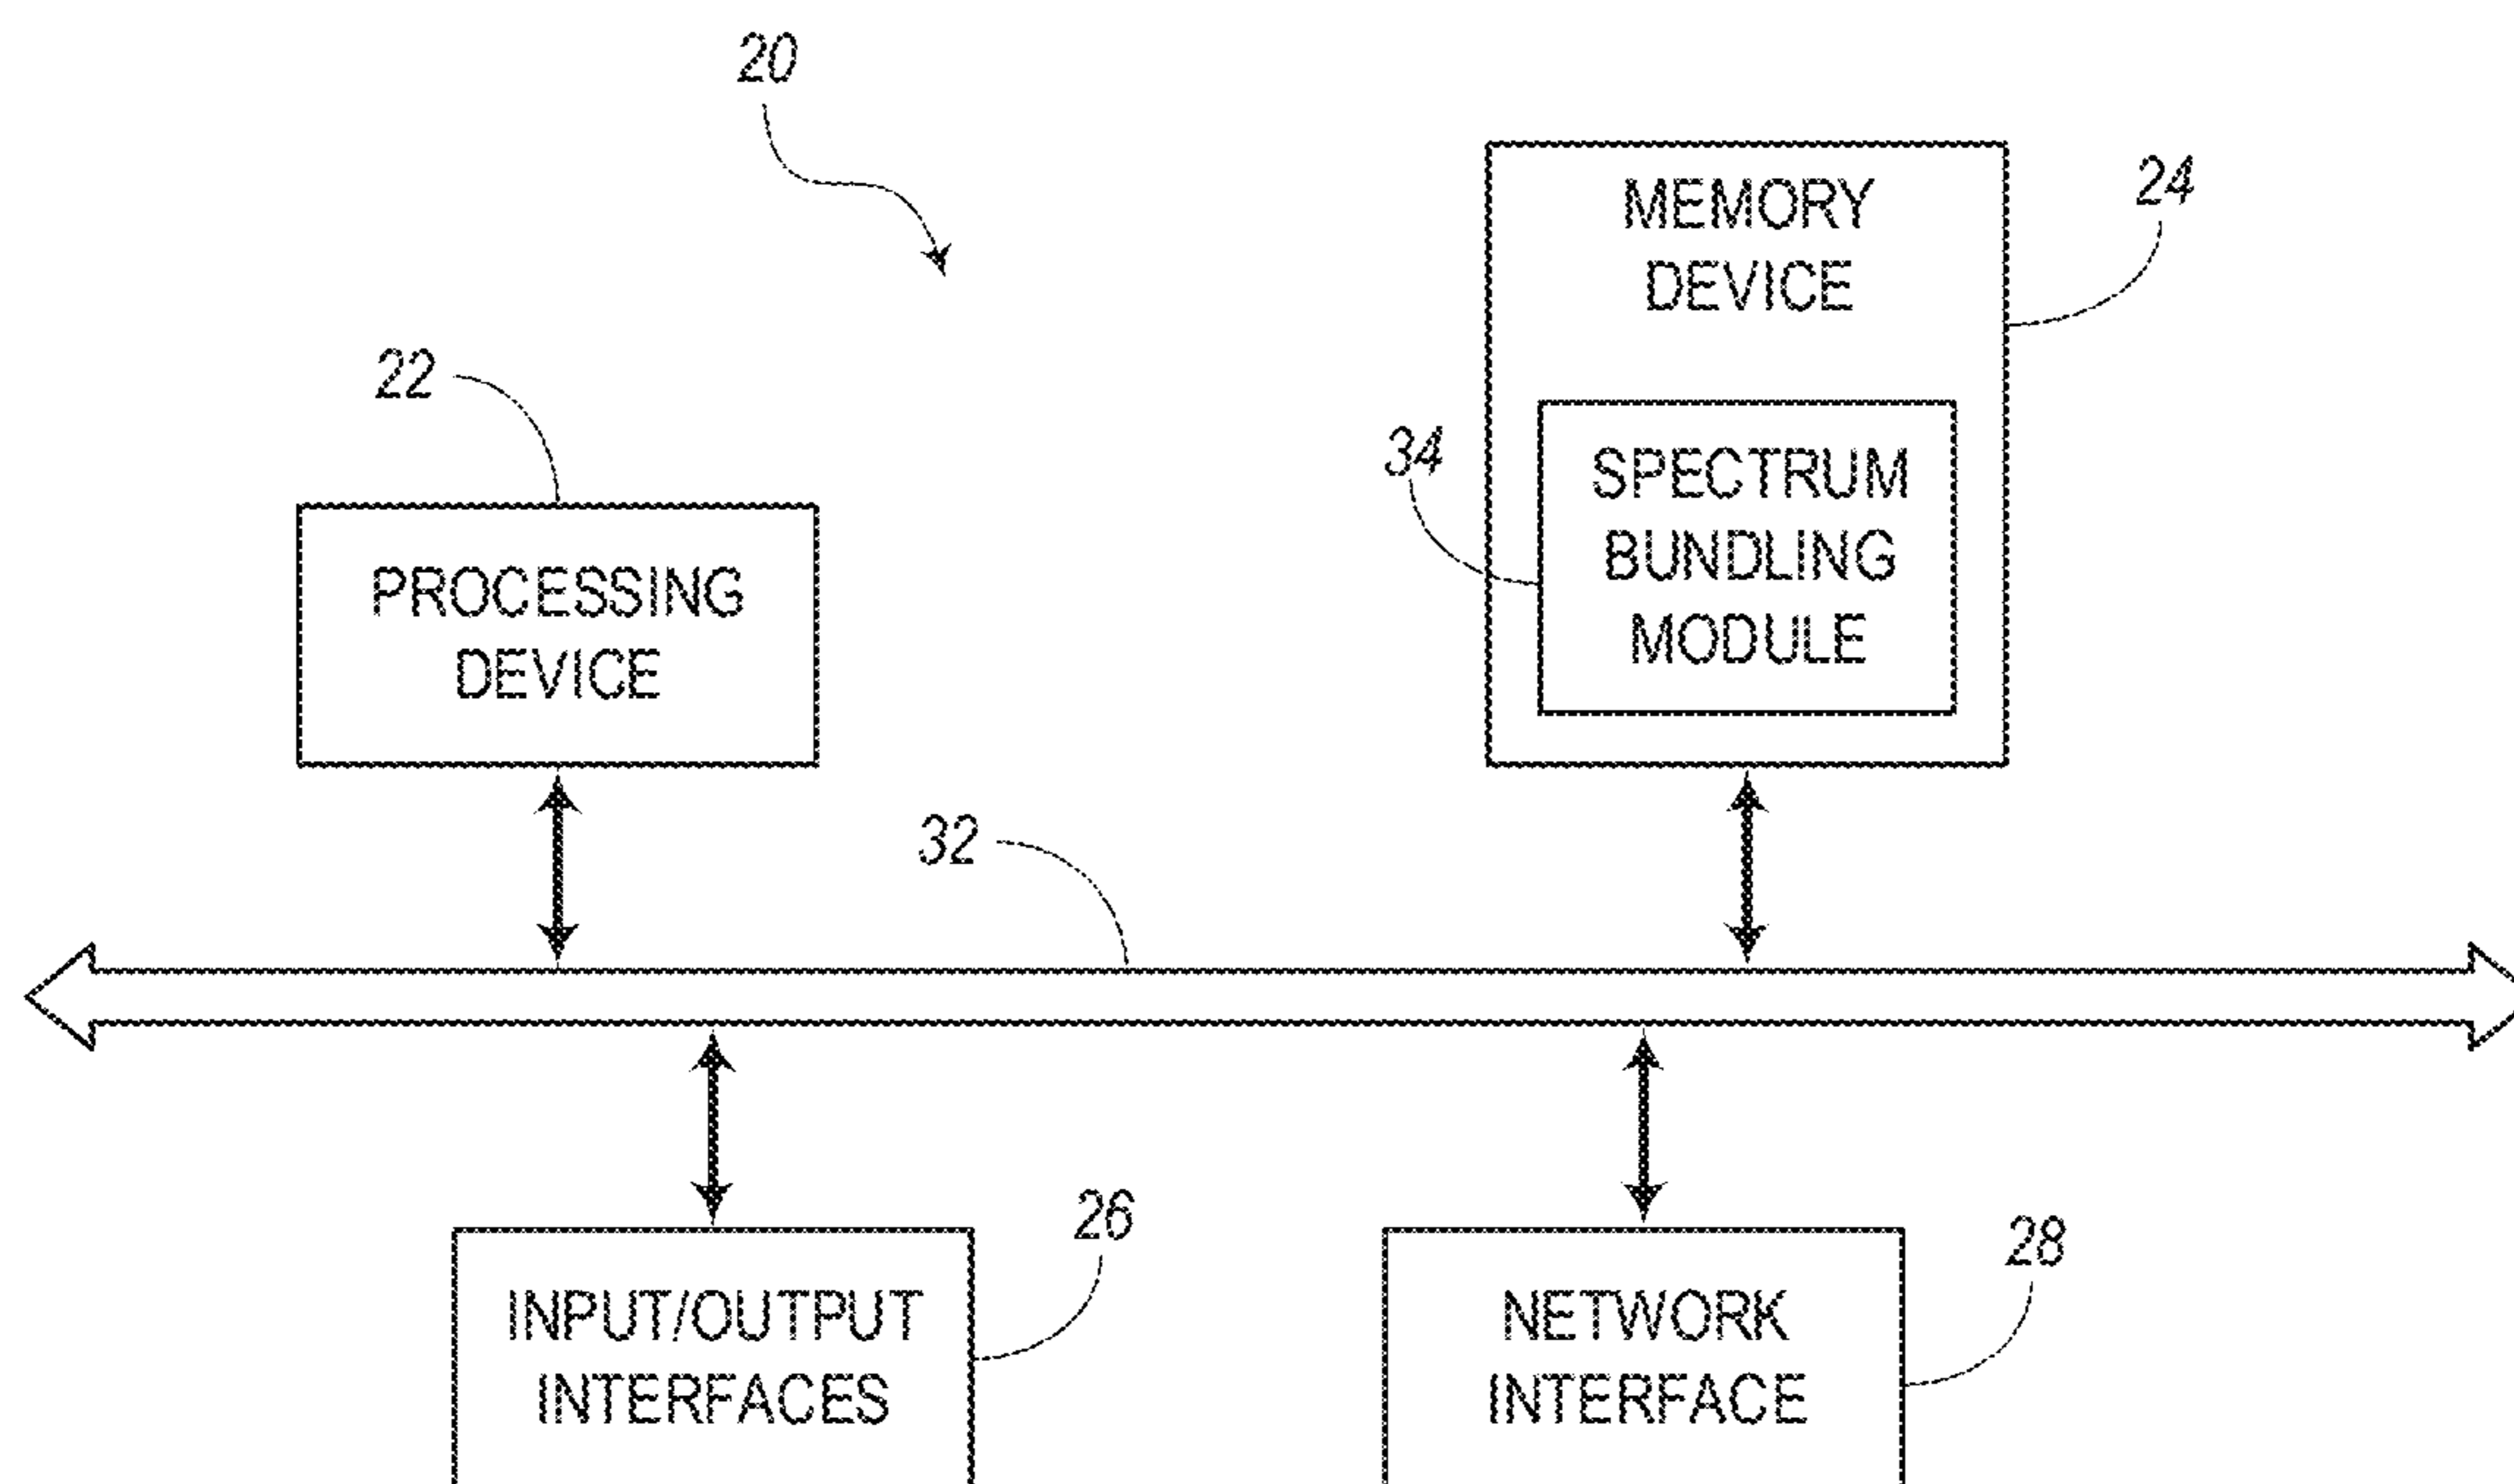 20
24
MEMORY
DEVICE
22
34
SPECTRUM
BUNDLING
MODULE
PROCESSING
DEVICE
32
26
28
INPUT/OUTPUT
INTERFACES
NETWORK
INTERFACE